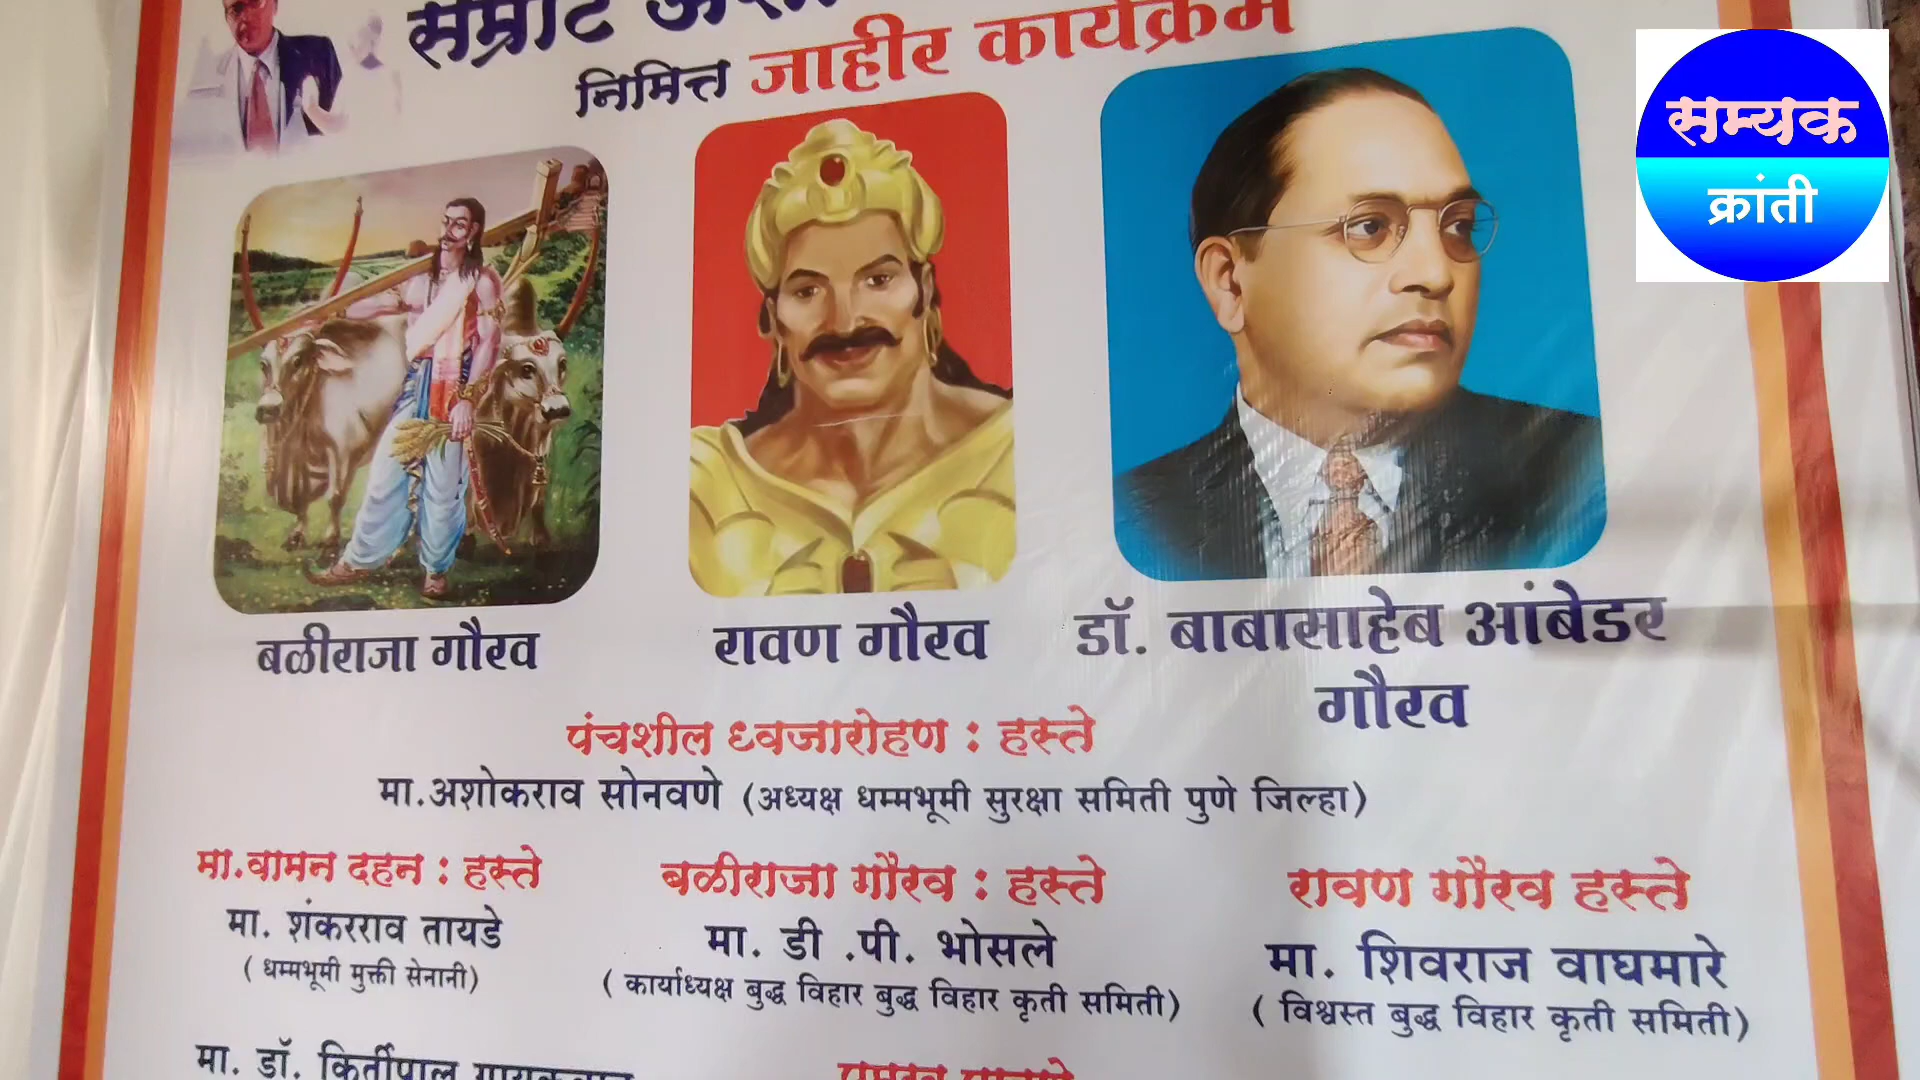 सम्राट
निमित्त जाहीर कार्यक्रम
सम्यक
क्रांती
बळीराजा गौरव
रावण गौरव
डॉ. बाबासाहेब आंबेडर
गौरव
पंचशील ध्वजारोहण : हस्ते
मा.अशोकराव सोनवणे (अध्यक्ष धम्मभूमी सुरक्षा समिती पुणे जिल्हा)
मा.वामन दहन : हस्ते
मा. शंकरराव तायडे
( धम्मभूमी मुक्ती सेनानी)
बळीराजा गौरव : हस्ते
मा. डी .पी. भोसले
( कार्याध्यक्ष बुद्ध विहार बुद्ध विहार कृती समिती)
रावण गौरव हस्ते
मा. शिवराज वाघमारे
( विश्वस्त बुद्ध विहार कृती समिती)
मा. डॉ. किर्तीपाल गायकवाड